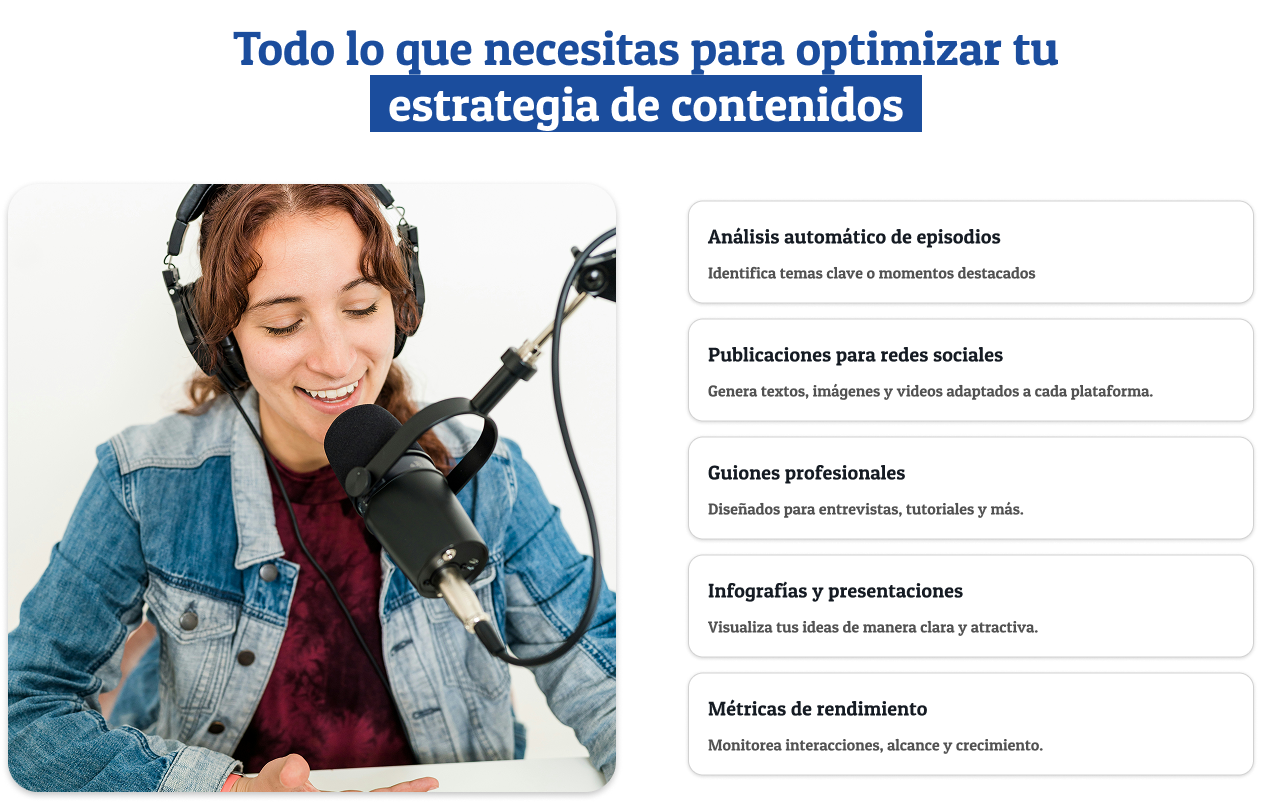 Todo lo que necesitas para optimizar tu
estrategia de contenidos
Análisis automático de episodios
Identifica temas clave o momentos destacados
Publicaciones para redes sociales
Genera textos, imágenes y videos adaptados a cada plataforma.
Guiones profesionales
Diseñados para entrevistas, tutoriales y más.
Infografías y presentaciones
Visualiza tus ideas de manera clara y atractiva.
Métricas de rendimiento
Monitorea interacciones, alcance y crecimiento.